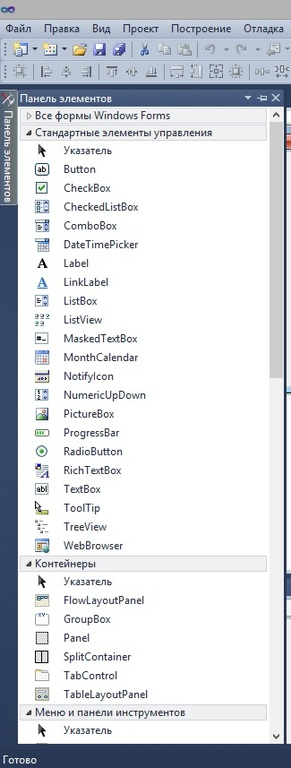 Файл Правка Вид Проект Построение Отладка
Панель элементов
Панель элементов
Все формы Windows Forms
Стандартные элементы управления
Указатель
Button
CheckBox
CheckedListBox
ComboBox
DateTimePicker
Label
LinkLabel
ListBox
ListView
MaskedTextBox
MonthCalendar
NotifyIcon
NumericUpDown
PictureBox
ProgressBar
RadioButton
RichTextBox
TextBox
ToolTip
TreeView
WebBrowser
Контейнеры
Указатель
FlowLayoutPanel
GroupBox
Panel
SplitContainer
TabControl
TableLayoutPanel
Меню и панели инструментов
Указатель
Готово